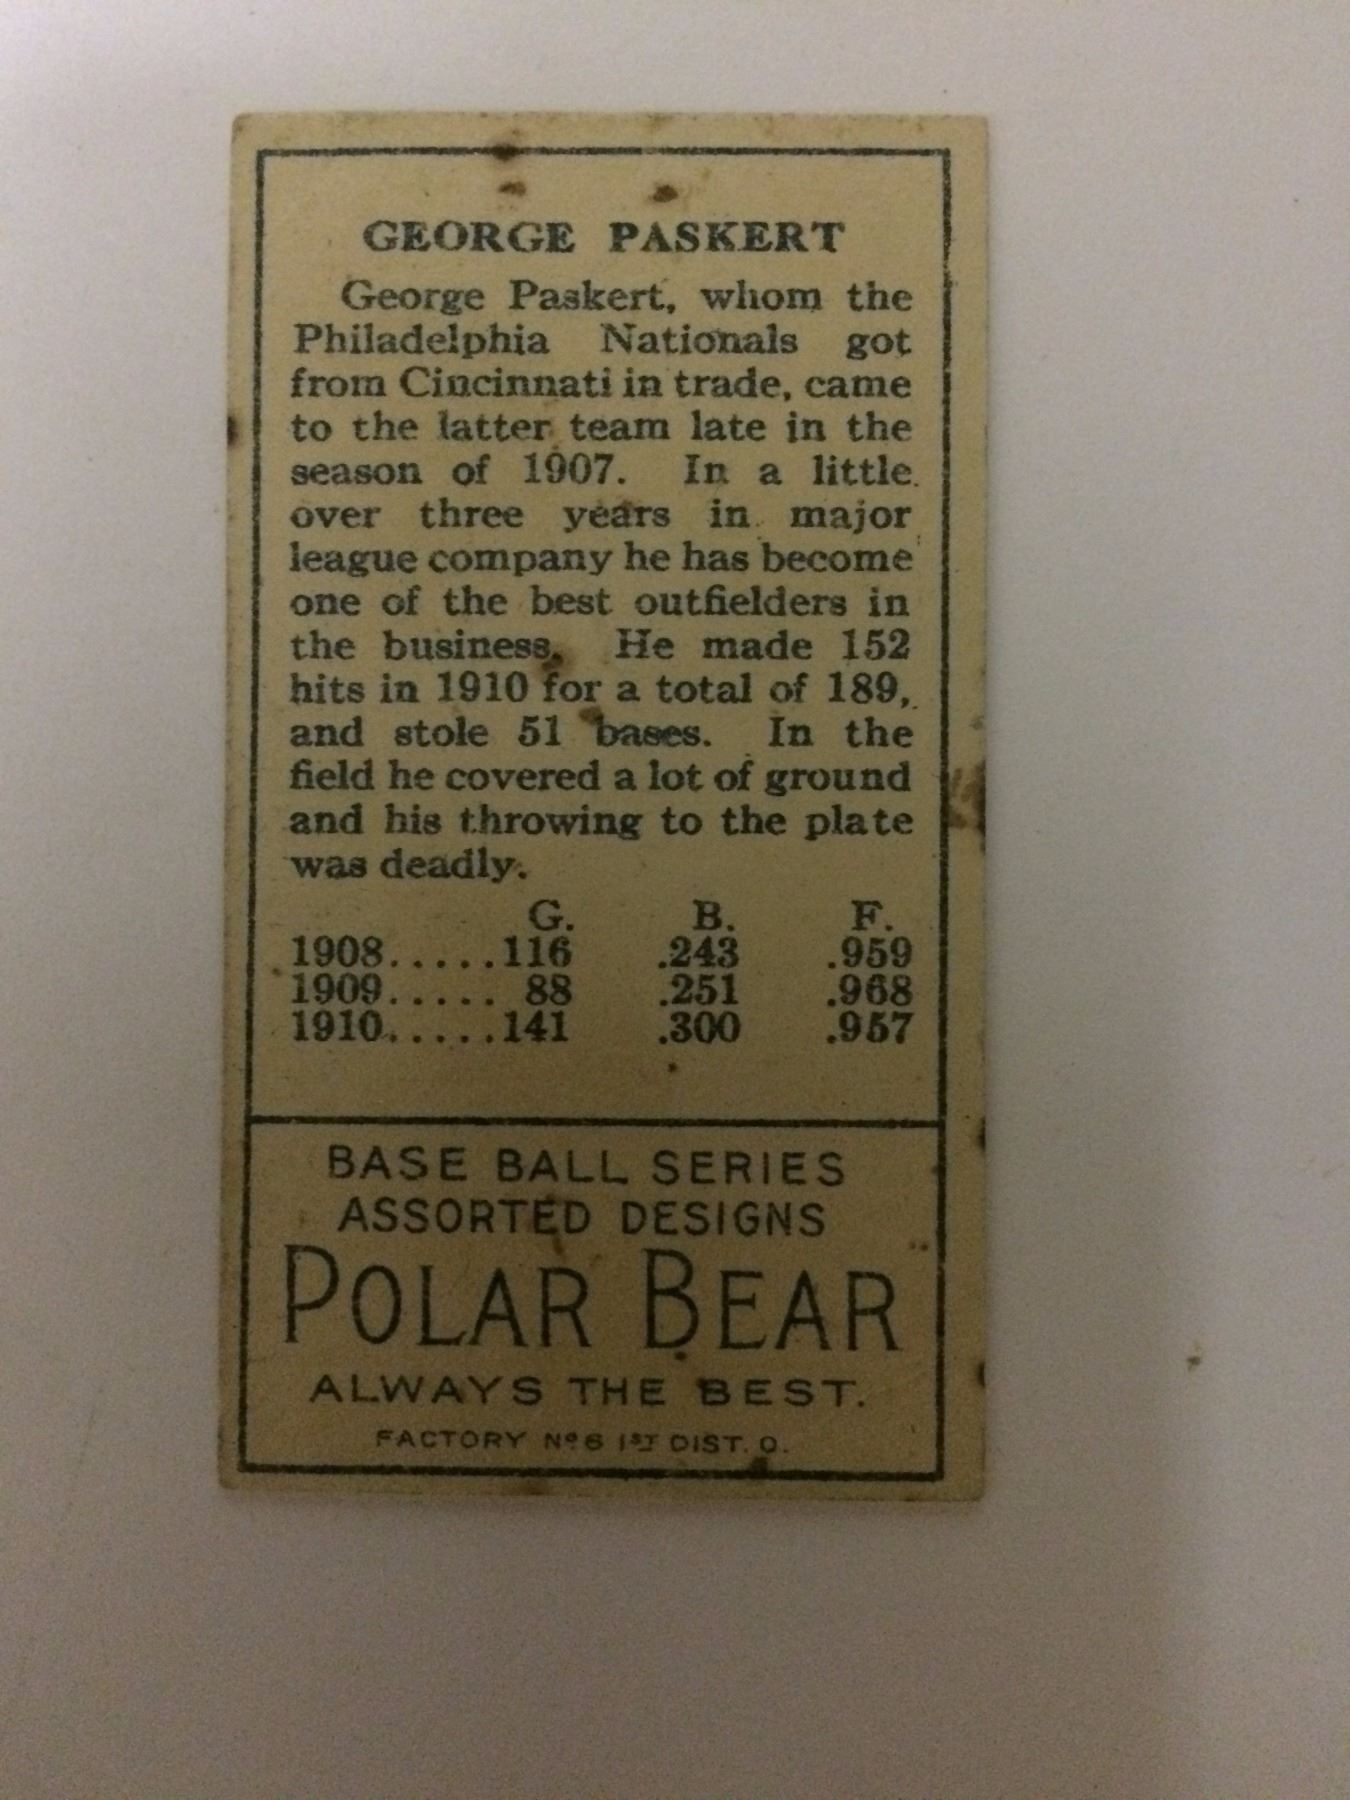 GEORGE PASKERT
George Paskert, whom the
Philadelphia Nationals got
from Cincinnati in trade, came
to the latter team late in the
season of 1907. In a little
over three years in major
league company he has become
one of the best outfielders in
the business. He made 152
hits in 1910 for a total of 189,
and stole 51 bases. In the
field he covered a lot of ground
and his throwing to the plate
was deadly.
G. B. F.
1908.....116 .243 .959
1909..... 88 .251 .968
1910.....141 .300 .957
BASE BALL SERIES
ASSORTED DESIGNS
POLAR BEAR
ALWAYS THE BEST.
FACTORY Nº 6 1ST DIST. O.